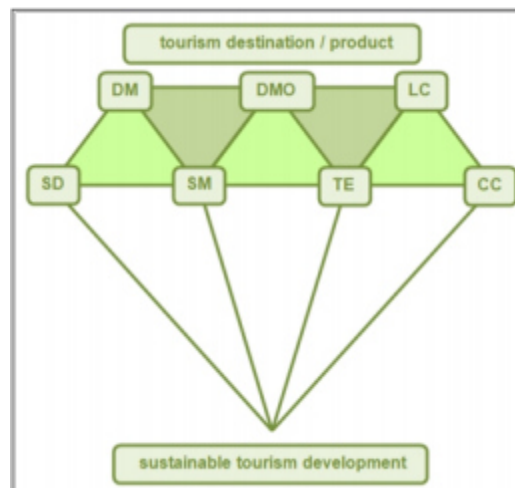 tourism destination / product
DM DMO LC
SD SM TE CC
sustainable tourism development